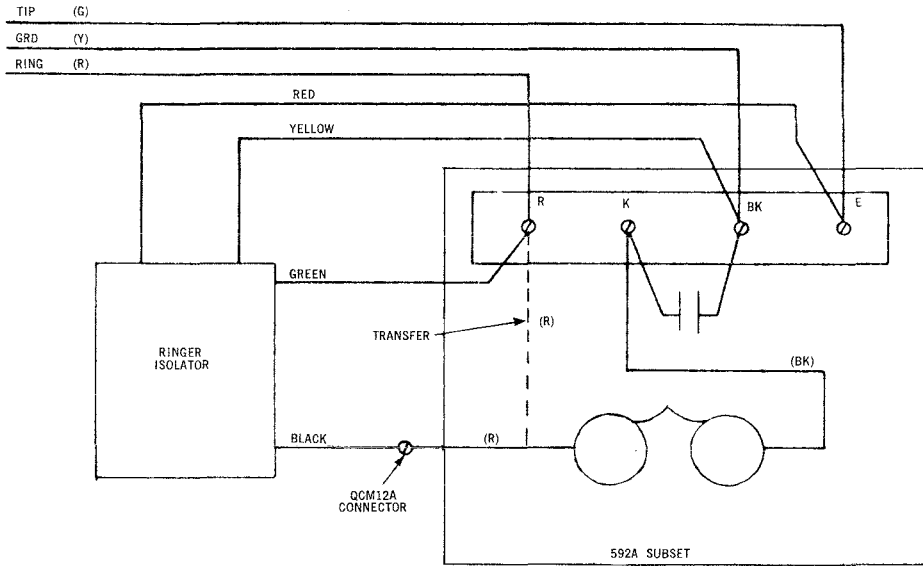 TIP (G)
GRD (Y)
RING (R)
RED
YELLOW
R K BK E
GREEN
TRANSFER (R)
RINGER
ISOLATOR
(BK)
BLACK (R)
QCM12A
CONNECTOR
592A SUBSET